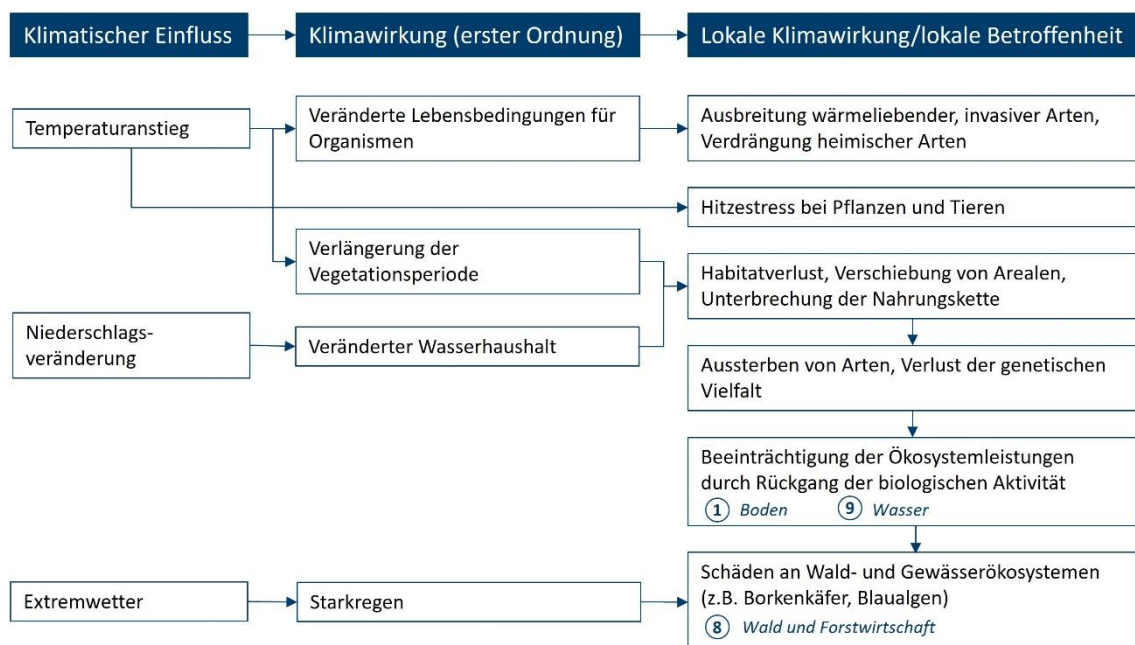 Klimatischer Einfluss
Klimawirkung (erster Ordnung)
Lokale Klimawirkung/lokale Betroffenheit
Temperaturanstieg
Veränderte Lebensbedingungen für
Organismen
Ausbreitung wärmeliebender, invasiver Arten,
Verdrängung heimischer Arten
Hitzestress bei Pflanzen und Tieren
Verlängerung der
Vegetationsperiode
Habitatverlust, Verschiebung von Arealen,
Unterbrechung der Nahrungskette
Niederschlags-
veränderung
Veränderter Wasserhaushalt
Aussterben von Arten, Verlust der genetischen
Vielfalt
Beeinträchtigung der Ökosystemleistungen
durch Rückgang der biologischen Aktivität
1 Boden 9 Wasser
Extremwetter
Starkregen
Schäden an Wald- und Gewässerökosystemen
(z.B. Borkenkäfer, Blaualgen)
8 Wald und Forstwirtschaft